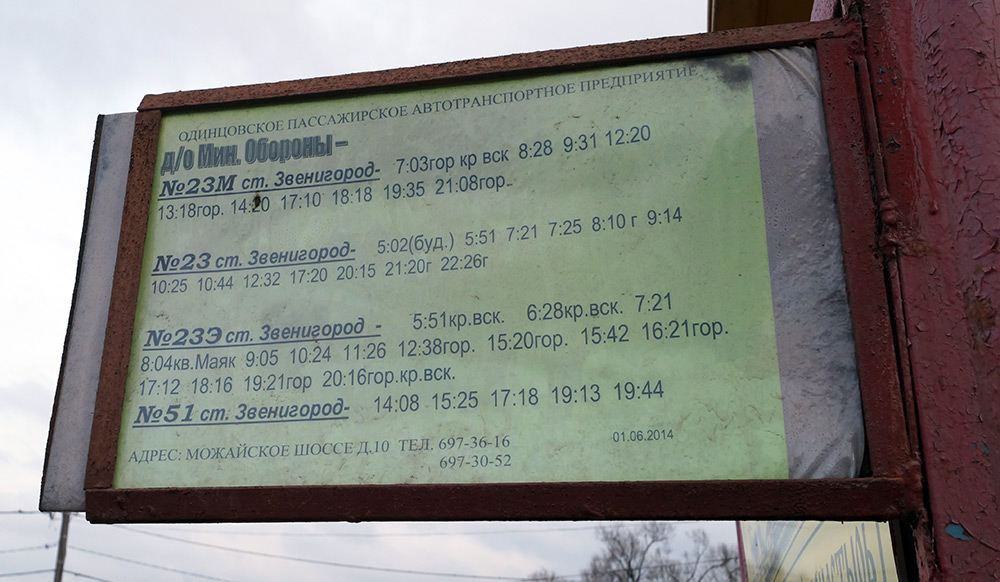 ОДИНЦОВСКОЕ ПАССАЖИРСКОЕ АВТОТРАНСПОРТНОЕ ПРЕДПРИЯТИЕ
д/о Мин. Обороны –
№23М ст. Звенигород- 7:03гор кр вск 8:28 9:31 12:20
13:18гор. 14:20 17:10 18:18 19:35 21:08гор.
№23 ст. Звенигород- 5:02(буд.) 5:51 7:21 7:25 8:10 г 9:14
10:25 10:44 12:32 17:20 20:15 21:20г 22:26г
№23Э ст. Звенигород - 5:51кр.вск. 6:28кр.вск. 7:21
8:04кв.Маяк 9:05 10:24 11:26 12:38гор. 15:20гор. 15:42 16:21гор.
17:12 18:16 19:21гор 20:16гор.кр.вск.
№51 ст. Звенигород- 14:08 15:25 17:18 19:13 19:44
АДРЕС: МОЖАЙСКОЕ ШОССЕ Д.10 ТЕЛ. 697-36-16
697-30-52
01.06.2014